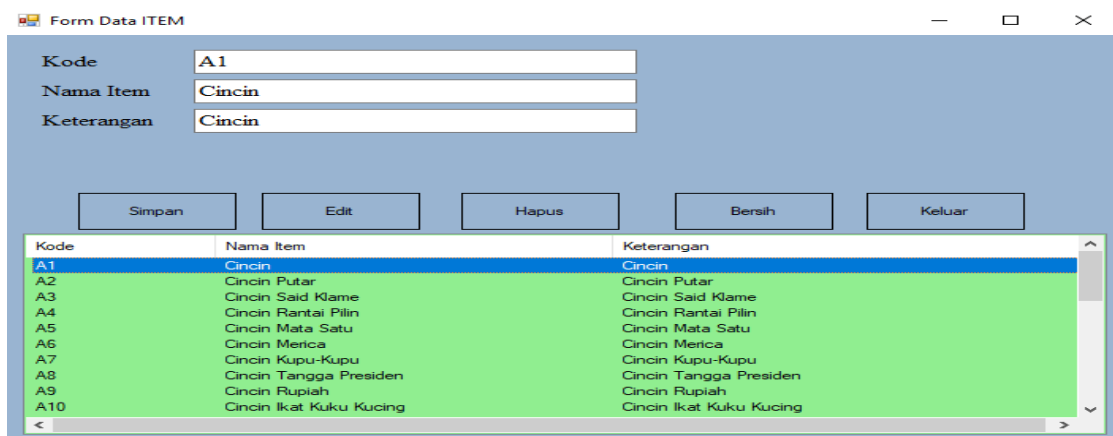 Form Data ITEM
Kode A1
Nama Item Cincin
Keterangan Cincin
Simpan Edit Hapus Bersih Keluar
Kode Nama Item Keterangan
A1 Cincin Cincin
A2 Cincin Putar Cincin Putar
A3 Cincin Said Klame Cincin Said Klame
A4 Cincin Rantai Pilin Cincin Rantai Pilin
A5 Cincin Mata Satu Cincin Mata Satu
A6 Cincin Merica Cincin Merica
A7 Cincin Kupu-Kupu Cincin Kupu-Kupu
A8 Cincin Tangga Presiden Cincin Tangga Presiden
A9 Cincin Rupiah Cincin Rupiah
A10 Cincin Ikat Kuku Kucing Cincin Ikat Kuku Kucing